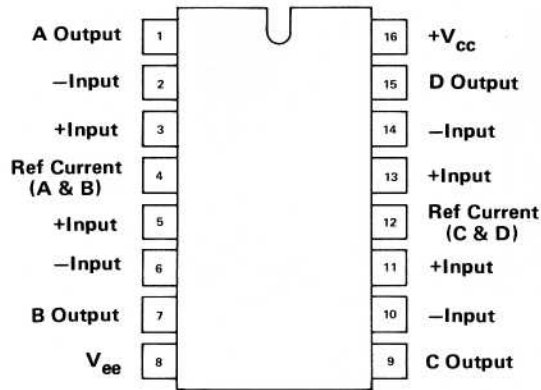 A Output
1
−Input
2
+Input
3
Ref Current
(A & B)
4
+Input
5
−Input
6
B Output
7
Vee
8
16
+Vcc
15
D Output
14
−Input
13
+Input
12
Ref Current
(C & D)
11
+Input
10
−Input
9
C Output